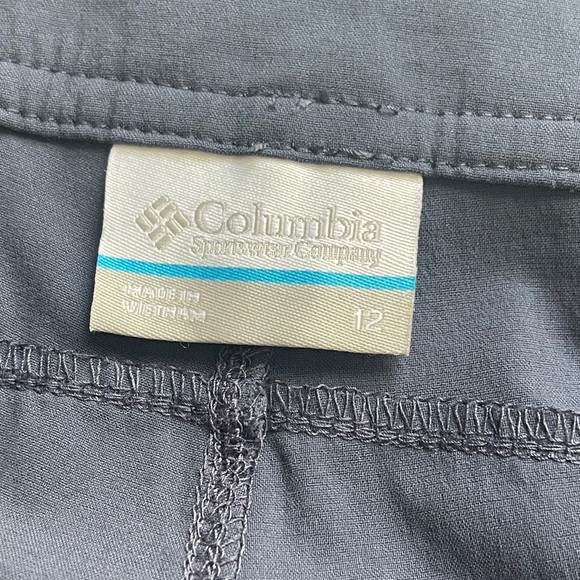 Columbia
Sportswear Company
MADE IN
VIETNAM
12